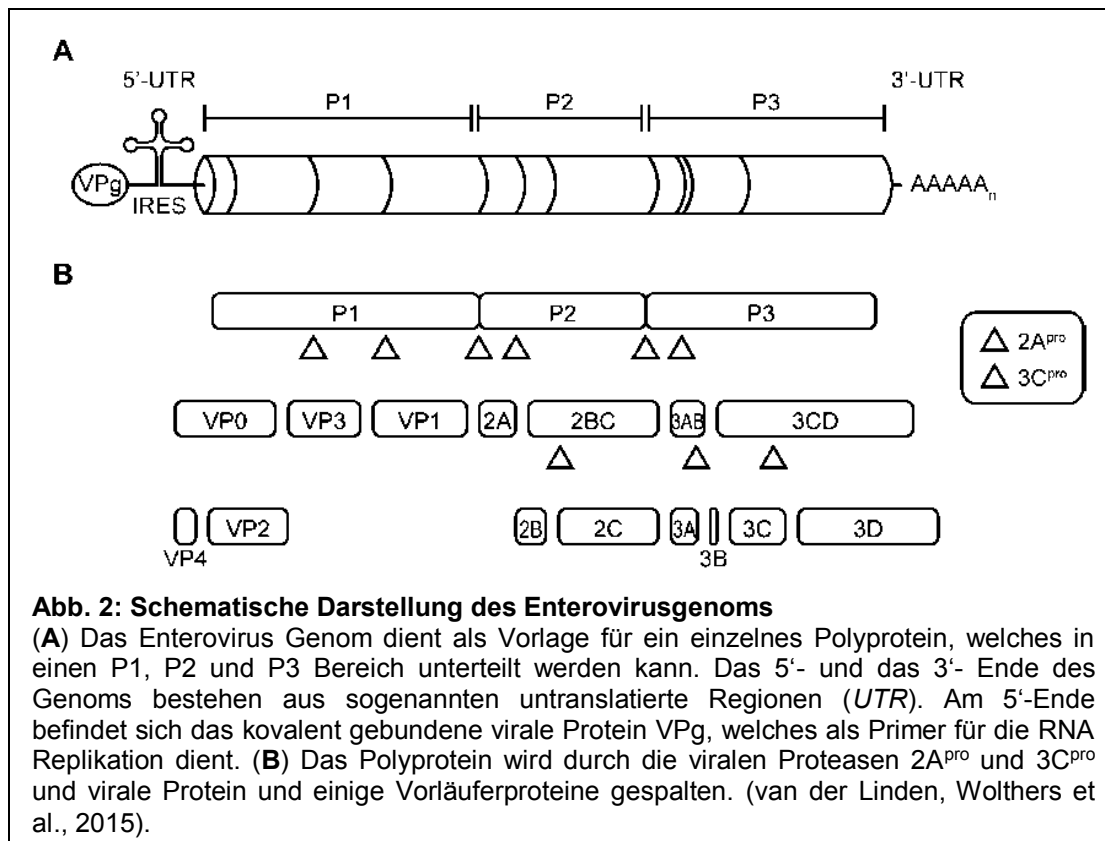 A
5‘-UTR
3‘-UTR
P1
P2
P3
VPg
IRES
AAAAAn
B
P1
P2
P3
2Apro
3Cpro
VP0
VP3
VP1
2A
2BC
3AB
3CD
VP4
VP2
2B
2C
3A
3B
3C
3D
Abb. 2: Schematische Darstellung des Enterovirusgenoms
(A) Das Enterovirus Genom dient als Vorlage für ein einzelnes Polyprotein, welches in
einen P1, P2 und P3 Bereich unterteilt werden kann. Das 5‘- und das 3‘- Ende des
Genoms bestehen aus sogenannten untranslatierte Regionen (UTR). Am 5‘-Ende
befindet sich das kovalent gebundene virale Protein VPg, welches als Primer für die RNA
Replikation dient. (B) Das Polyprotein wird durch die viralen Proteasen 2Apro und 3Cpro
und virale Protein und einige Vorläuferproteine gespalten. (van der Linden, Wolthers et
al., 2015).